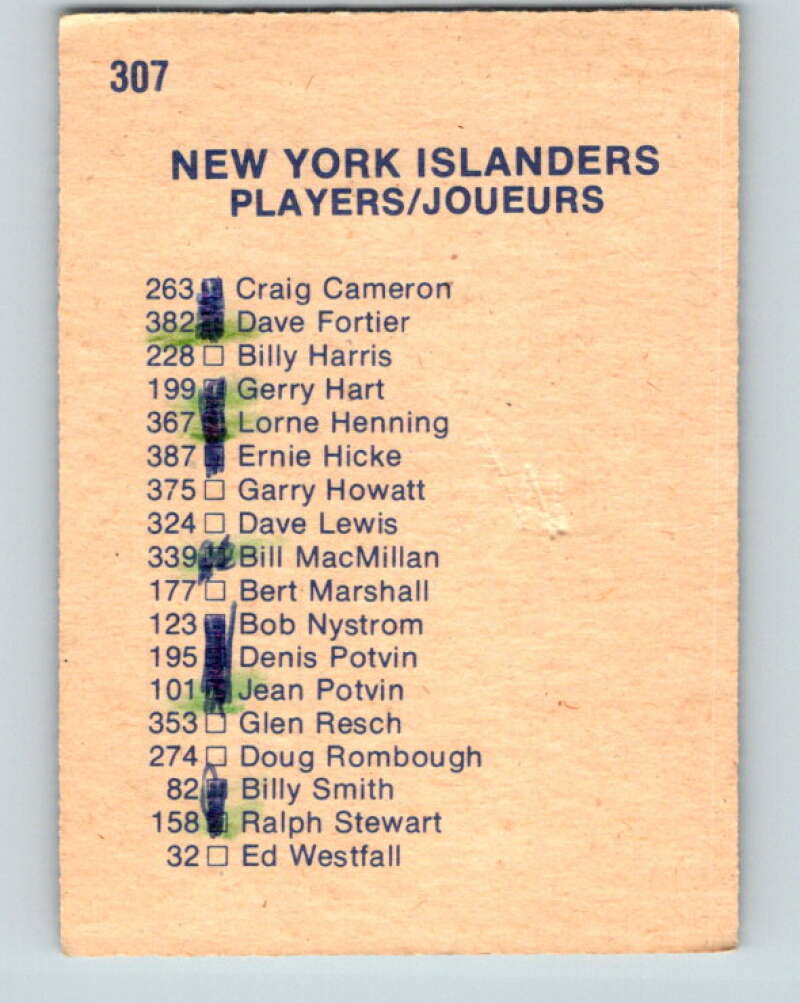 307
NEW YORK ISLANDERS
PLAYERS/JOUEURS
263 Craig Cameron
382 Dave Fortier
228 □ Billy Harris
199 Gerry Hart
367 Lorne Henning
387 Ernie Hicke
375 □ Garry Howatt
324 □ Dave Lewis
339 Bill MacMillan
177 □ Bert Marshall
123 Bob Nystrom
195 Denis Potvin
101 Jean Potvin
353 □ Glen Resch
274 □ Doug Rombough
82 Billy Smith
158 Ralph Stewart
32 □ Ed Westfall